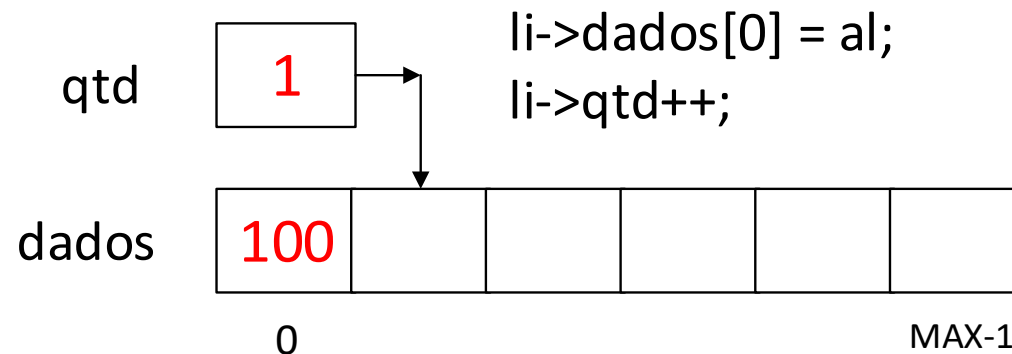 li->dados[0] = al;
qtd 1
li->qtd++;
dados 100
0 MAX-1